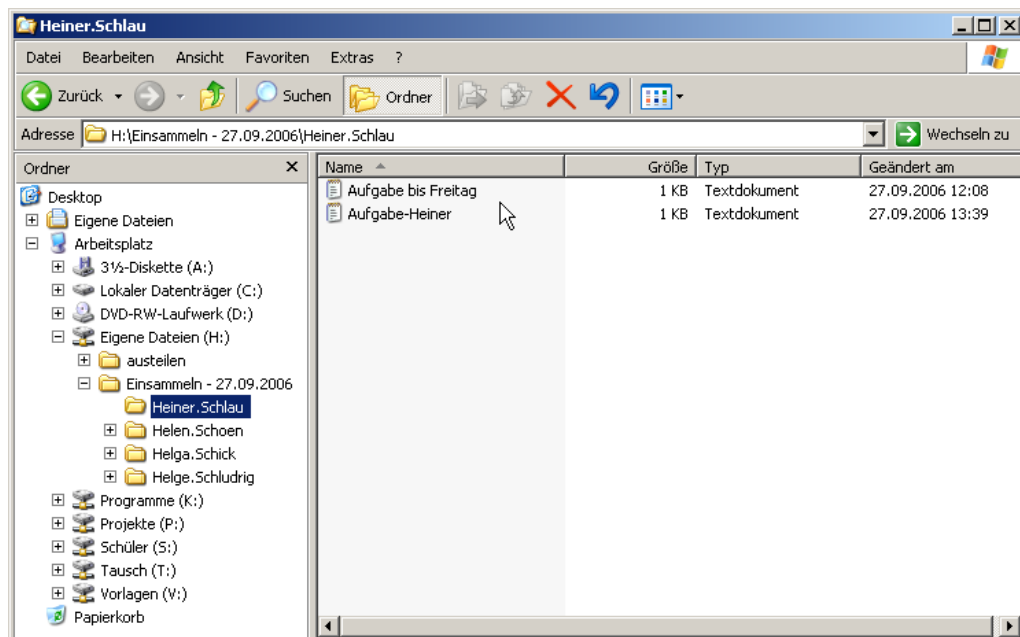 Heiner.Schlau
Datei Bearbeiten Ansicht Favoriten Extras ?
Zurück Suchen Ordner
Adresse H:\Einsammeln - 27.09.2006\Heiner.Schlau Wechseln zu
Ordner x
Desktop
Eigene Dateien
Arbeitsplatz
3½-Diskette (A:)
Lokaler Datenträger (C:)
DVD-RW-Laufwerk (D:)
Eigene Dateien (H:)
austeilen
Einsammeln - 27.09.2006
Heiner.Schlau
Helen.Schoen
Helga.Schick
Helge.Schludrig
Programme (K:)
Projekte (P:)
Schüler (S:)
Tausch (T:)
Vorlagen (V:)
Papierkorb
Name Größe Typ Geändert am
Aufgabe bis Freitag 1 KB Textdokument 27.09.2006 12:08
Aufgabe-Heiner 1 KB Textdokument 27.09.2006 13:39